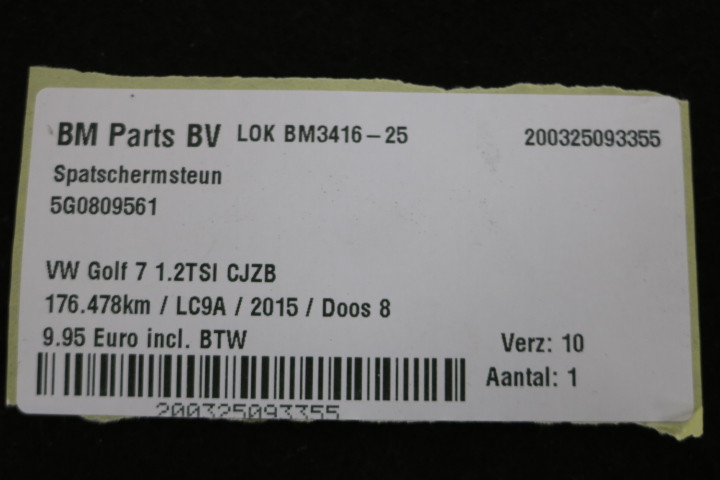 BM Parts BV LOK BM3416-25 200325093355
Spatschermsteun
5G0809561
VW Golf 7 1.2TSI CJZB
176.478km / LC9A / 2015 / Doos 8
9.95 Euro incl. BTW
Verz: 10
Aantal: 1
200325093355